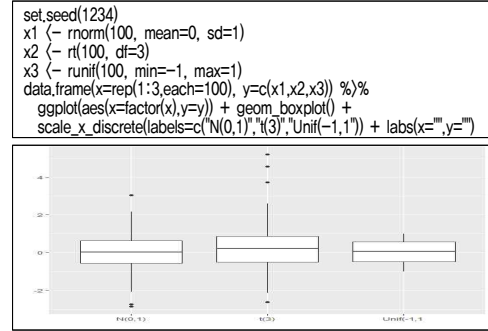 set.seed(1234)
x1 <- rnorm(100, mean=0, sd=1)
x2 <- rt(100, df=3)
x3 <- runif(100, min=-1, max=1)
data.frame(x=rep(1:3,each=100), y=c(x1,x2,x3)) %>%
ggplot(aes(x=factor(x),y=y)) + geom_boxplot() +
scale_x_discrete(labels=c("N(0,1)","t(3)","Unif(-1,1")) + labs(x="",y="")
4
2
0
-2
N(0,1) t(3) Unif(-1,1